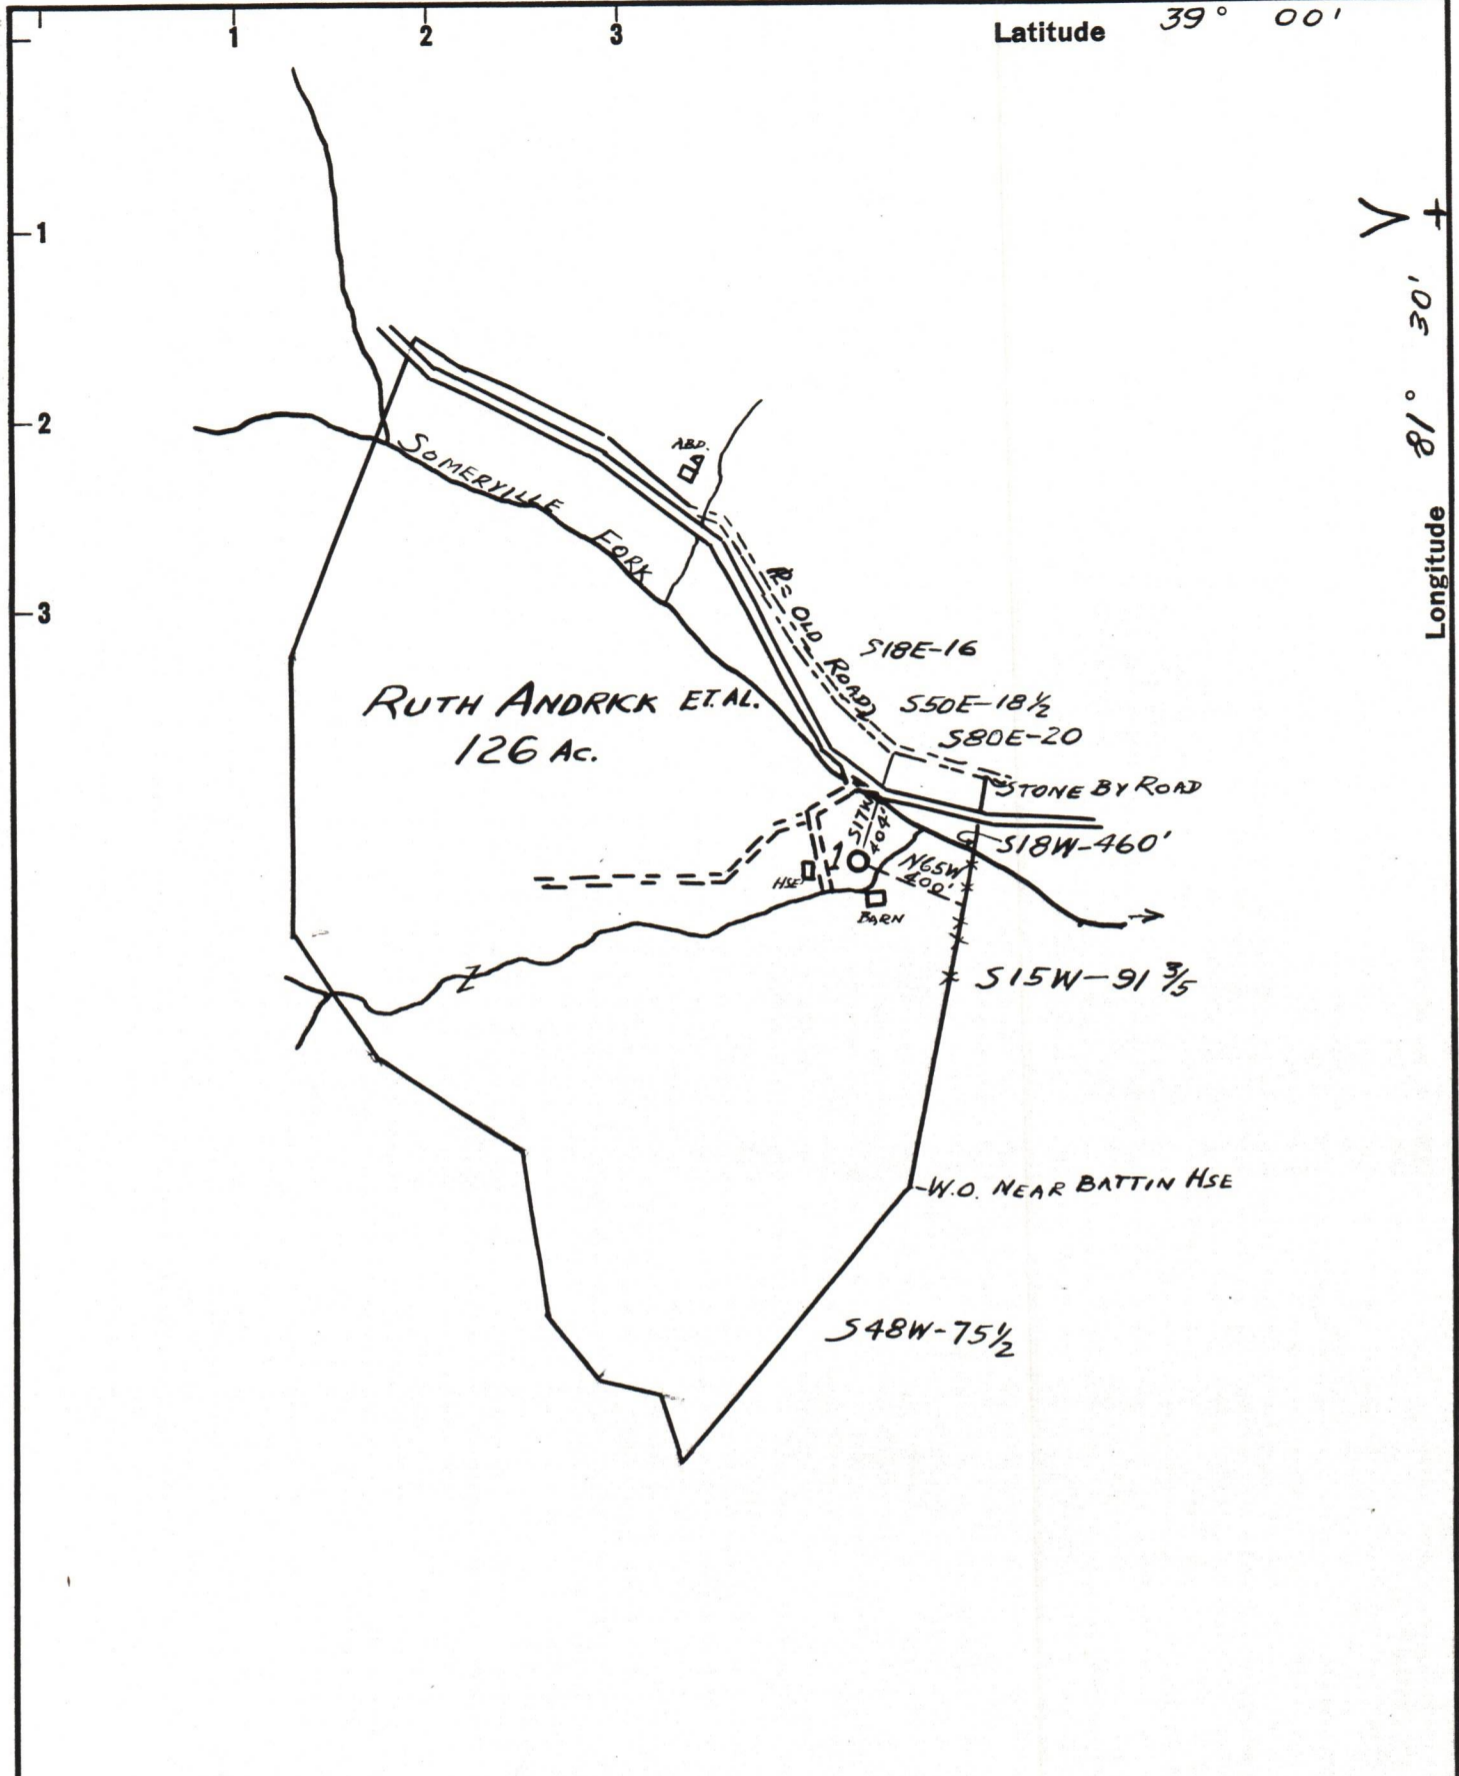 1 2 3 Latitude 39° 00'
1
2
3
+
Longitude 81° 30'
SOMERVILLE FORK
ABD.
OLD ROAD
S18E-16
S50E-18½
S80E-20
STONE BY ROAD
RUTH ANDRICK ET.AL.
126 AC.
S17W
404'
S18W-460'
1
N65W
400'
HSE
BARN
S15W-91 3/5
W.O. NEAR BATTIN HSE
S48W-75½